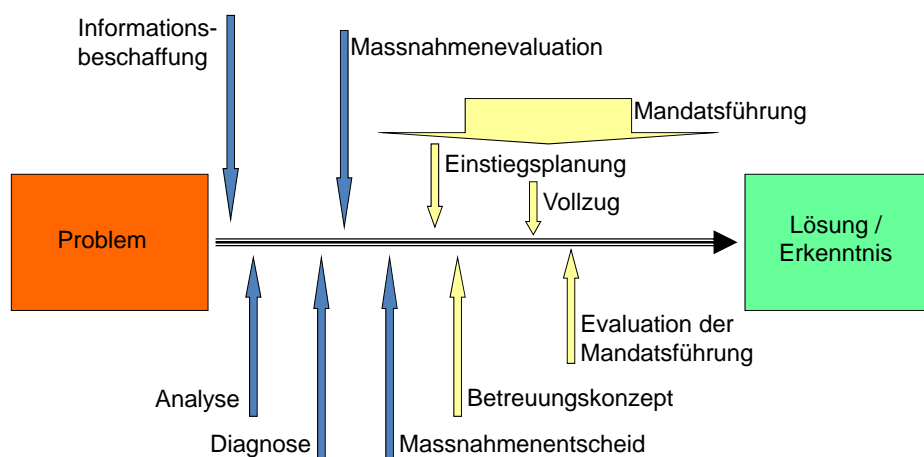 Informations-
beschaffung
Massnahmenevaluation
Mandatsführung
Einstiegsplanung
Vollzug
Problem
Lösung /
Erkenntnis
Evaluation der
Mandatsführung
Analyse
Betreuungskonzept
Diagnose
Massnahmenentscheid